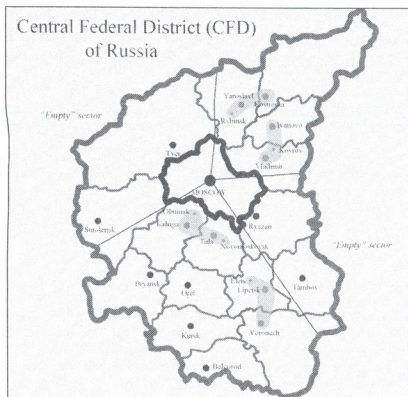 Central Federal District (CFD)
of Russia
"Empty" sector
Yaroslavl
Kostroma
Rybinsk
Ivanovo
Tver
Kovrov
Vladimir
MOSCOW
Obninsk
Ryazan
Smolensk
Kaluga
Tula
Novomoskovsk
"Empty" sector
Elets
Bryansk
Orel
Lipetsk
Tambov
Kursk
Voronezh
Belgorod